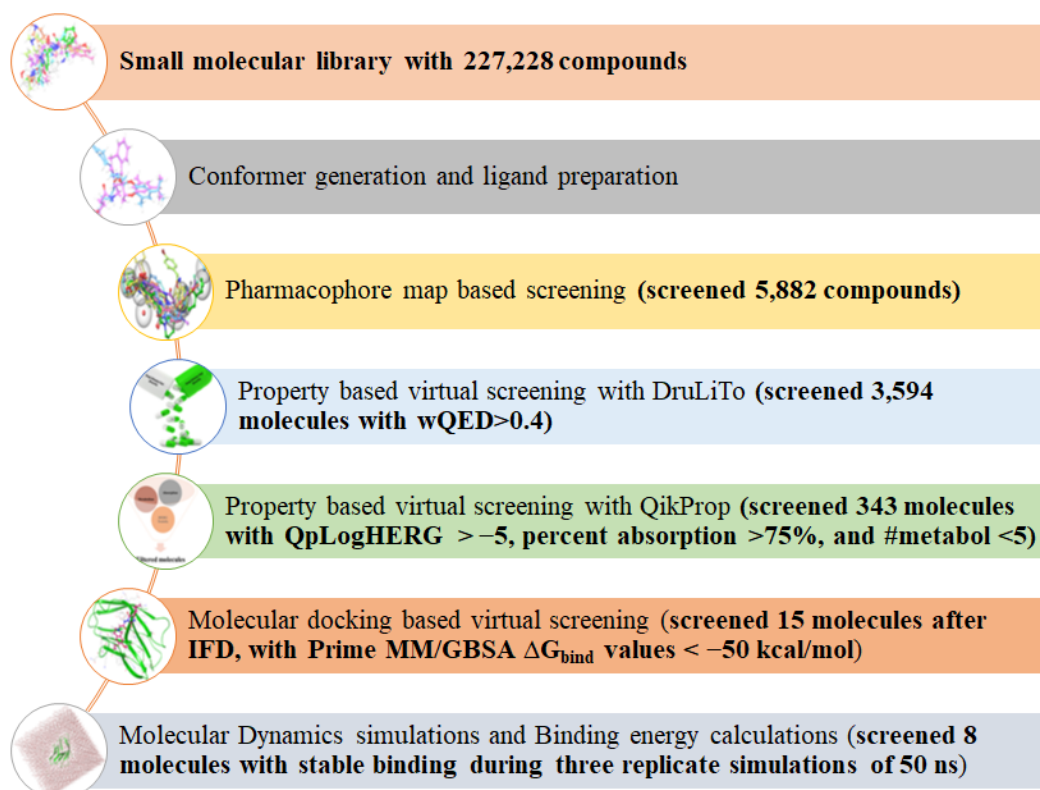 Small molecular library with 227,228 compounds
Conformer generation and ligand preparation
Pharmacophore map based screening (screened 5,882 compounds)
Property based virtual screening with DruLiTo (screened 3,594
molecules with wQED>0.4)
Property based virtual screening with QikProp (screened 343 molecules
with QpLogHERG > −5, percent absorption >75%, and #metabol <5)
Molecular docking based virtual screening (screened 15 molecules after
IFD, with Prime MM/GBSA ΔGbind values < −50 kcal/mol)
Molecular Dynamics simulations and Binding energy calculations (screened 8
molecules with stable binding during three replicate simulations of 50 ns)